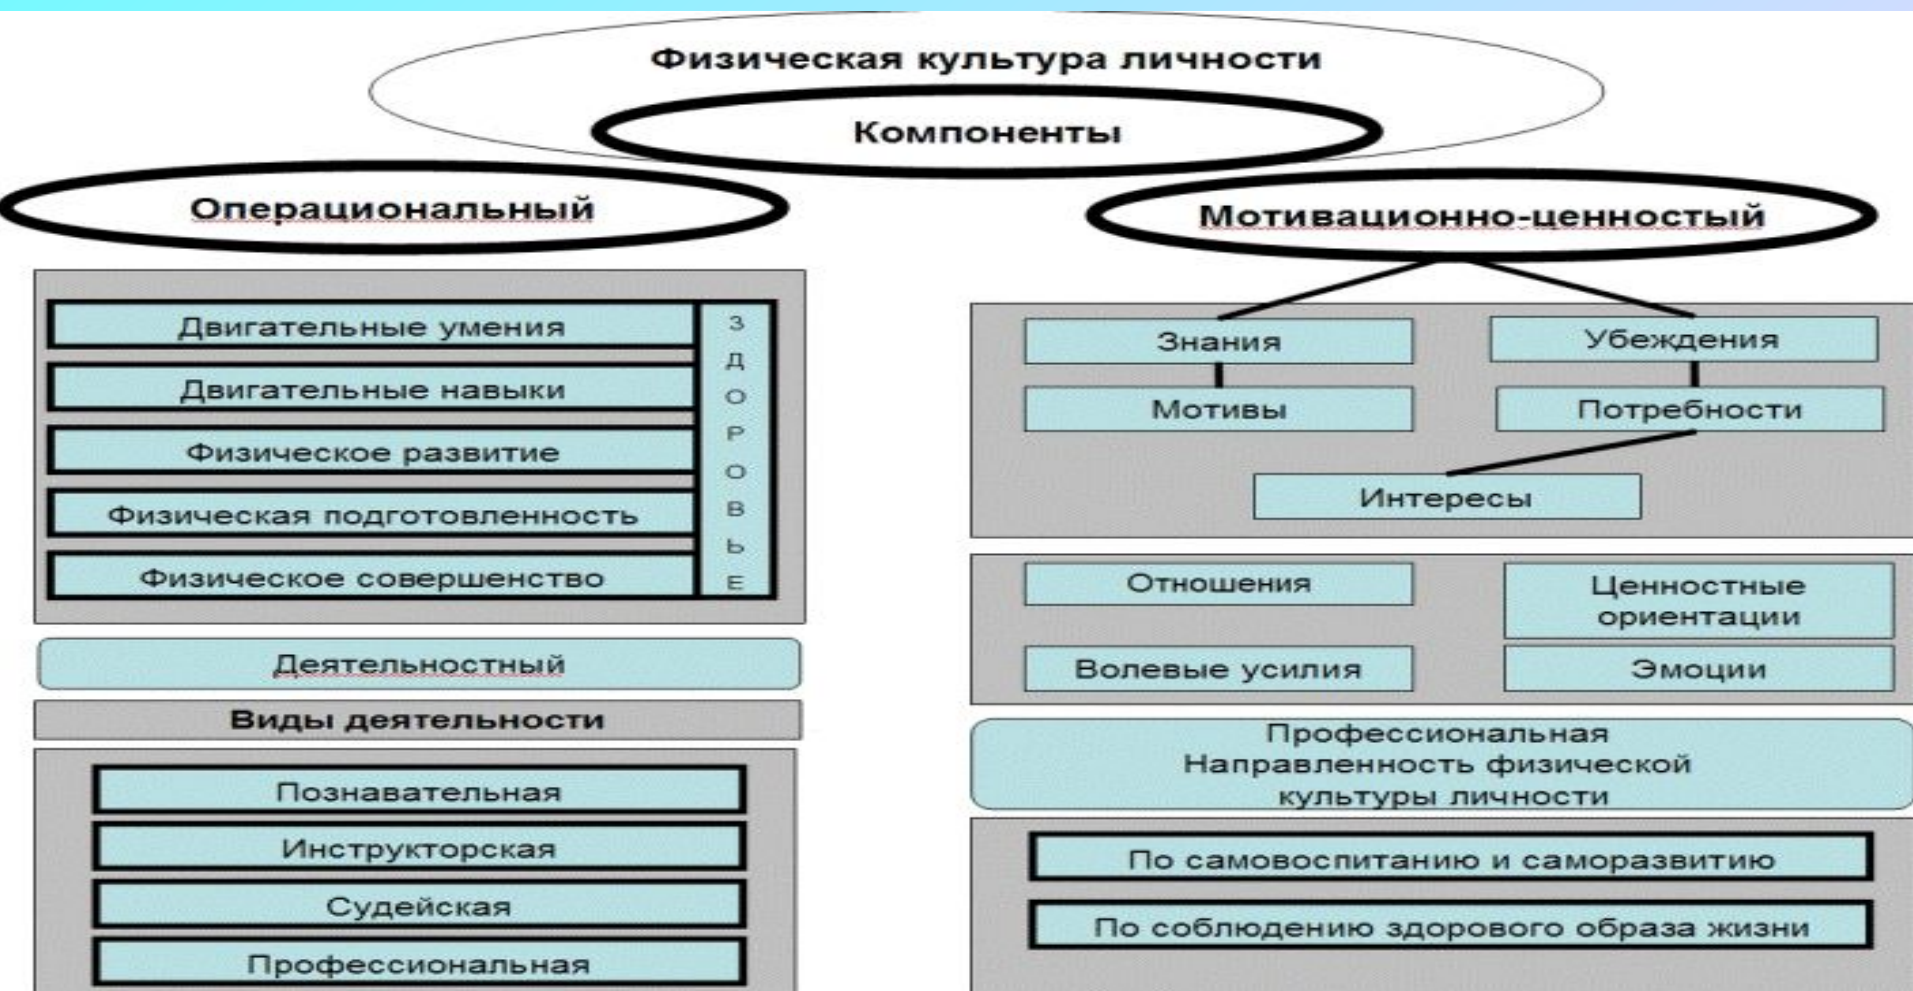 Физическая культура личности
Компоненты
Операциональный
Двигательные умения
Двигательные навыки
Физическое развитие
Физическая подготовленность
Физическое совершенство
ЗДОРОВЬЕ
Деятельностный
Виды деятельности
Познавательная
Инструкторская
Судейская
Профессиональная
Мотивационно-ценностый
Знания
Убеждения
Мотивы
Потребности
Интересы
Отношения
Ценностные
ориентации
Волевые усилия
Эмоции
Профессиональная
Направленность физической
культуры личности
По самовоспитанию и саморазвитию
По соблюдению здорового образа жизни